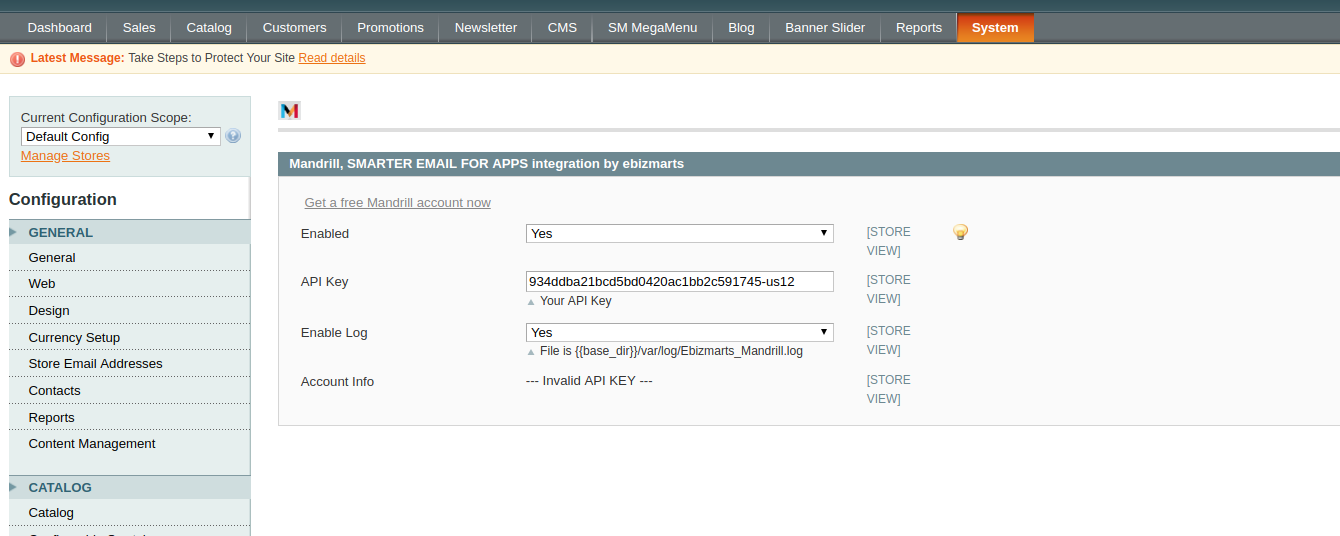 Dashboard Sales Catalog Customers Promotions Newsletter CMS SM MegaMenu Blog Banner Slider Reports System
Latest Message: Take Steps to Protect Your Site Read details
Current Configuration Scope:
Default Config
Manage Stores
Configuration
GENERAL
General
Web
Design
Currency Setup
Store Email Addresses
Contacts
Reports
Content Management
CATALOG
Catalog
Mandrill, SMARTER EMAIL FOR APPS integration by ebizmarts
Get a free Mandrill account now
Enabled Yes [STORE
VIEW]
API Key 934ddba21bcd5bd0420ac1bb2c591745-us12 [STORE
Your API Key VIEW]
Enable Log Yes [STORE
File is {{base_dir}}/var/log/Ebizmarts_Mandrill.log VIEW]
Account Info --- Invalid API KEY --- [STORE
VIEW]